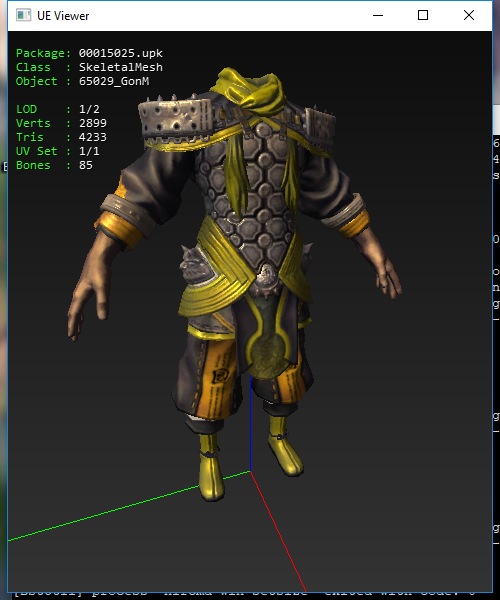 UE Viewer
Package: 00015025.upk
Class : SkeletalMesh
Object : 65029_GonM
LOD : 1/2
Verts : 2899
Tris : 4233
UV Set : 1/1
Bones : 85